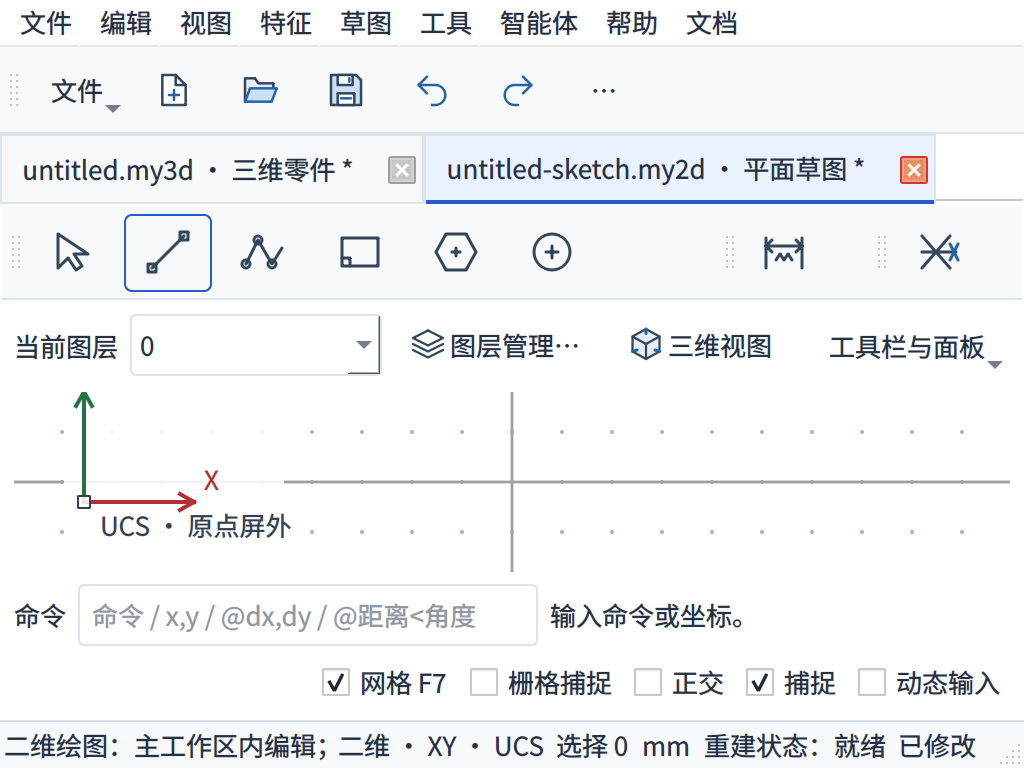 文件 编辑 视图 特征 草图 工具 智能体 帮助 文档
文件 ···
untitled.my3d • 三维零件 * untitled-sketch.my2d • 平面草图 *
当前图层 0 图层管理··· 三维视图 工具栏与面板
X
UCS • 原点屏外
命令 命令 / x,y / @dx,dy / @距离<角度 输入命令或坐标。
网格 F7 栅格捕捉 正交 捕捉 动态输入
二维绘图：主工作区内编辑；二维 • XY • UCS 选择 0 mm 重建状态：就绪 已修改